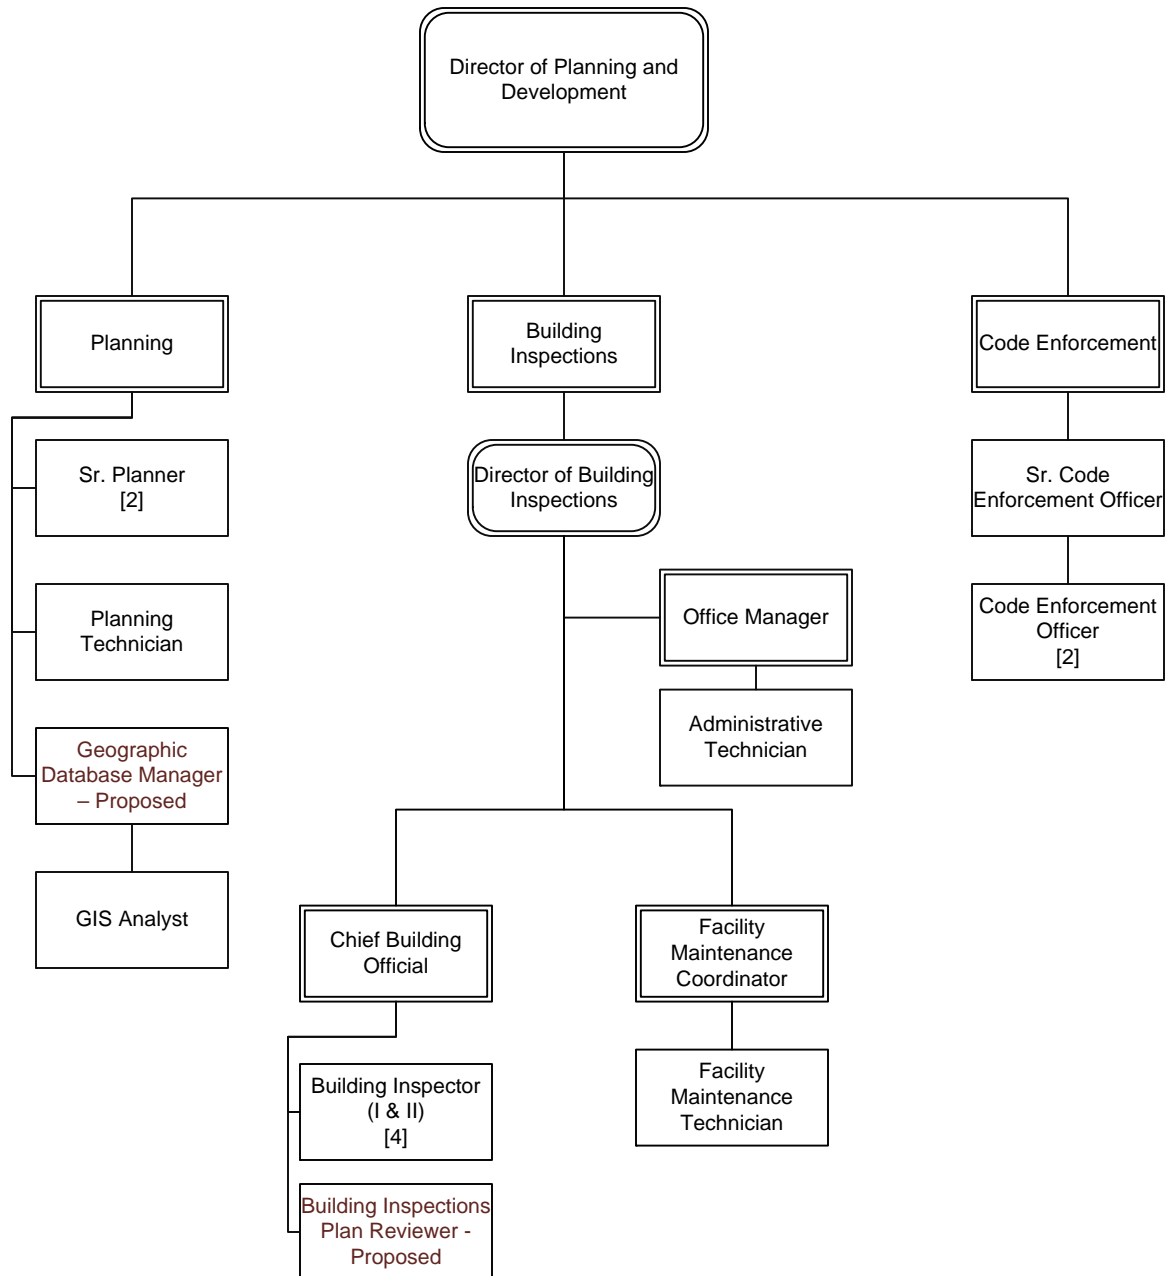 Director of Planning and
Development
Planning
Building
Inspections
Code Enforcement
Sr. Planner
[2]
Director of Building
Inspections
Sr. Code
Enforcement Officer
Planning
Technician
Office Manager
Code Enforcement
Officer
[2]
Administrative
Technician
Geographic
Database Manager
– Proposed
GIS Analyst
Chief Building
Official
Facility
Maintenance
Coordinator
Building Inspector
(I & II)
[4]
Facility
Maintenance
Technician
Building Inspections
Plan Reviewer -
Proposed